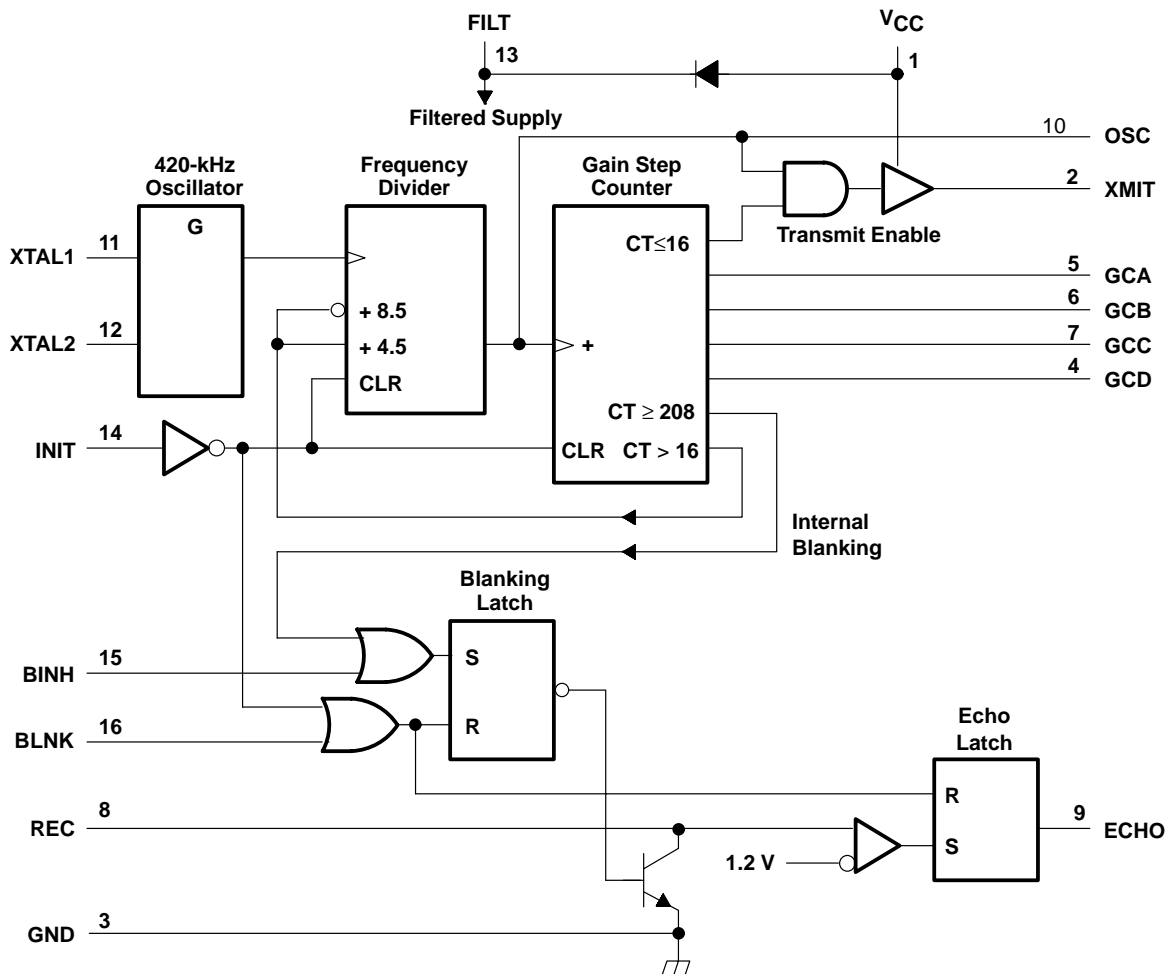 FILT
13
VCC
1
Filtered Supply
10
OSC
420-kHz
Oscillator
G
Frequency
Divider
Gain Step
Counter
2
XMIT
Transmit Enable
CT≤16
XTAL1
11
5
GCA
+ 8.5
6
GCB
XTAL2
12
+ 4.5
+
7
GCC
CLR
4
GCD
CT ≥ 208
INIT
14
CLR
CT > 16
Internal
Blanking
Blanking
Latch
S
BINH
15
R
BLNK
16
Echo
Latch
R
REC
8
9
ECHO
S
1.2 V
GND
3